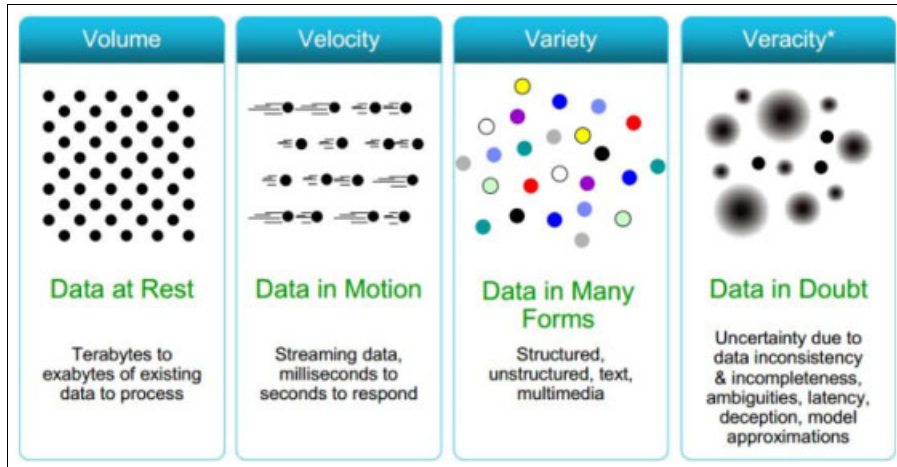 Volume
Data at Rest
Terabytes to
exabytes of existing
data to process
Velocity
Data in Motion
Streaming data,
milliseconds to
seconds to respond
Variety
Data in Many
Forms
Structured,
unstructured, text,
multimedia
Veracity*
Data in Doubt
Uncertainty due to
data inconsistency
& incompleteness,
ambiguities, latency,
deception, model
approximations